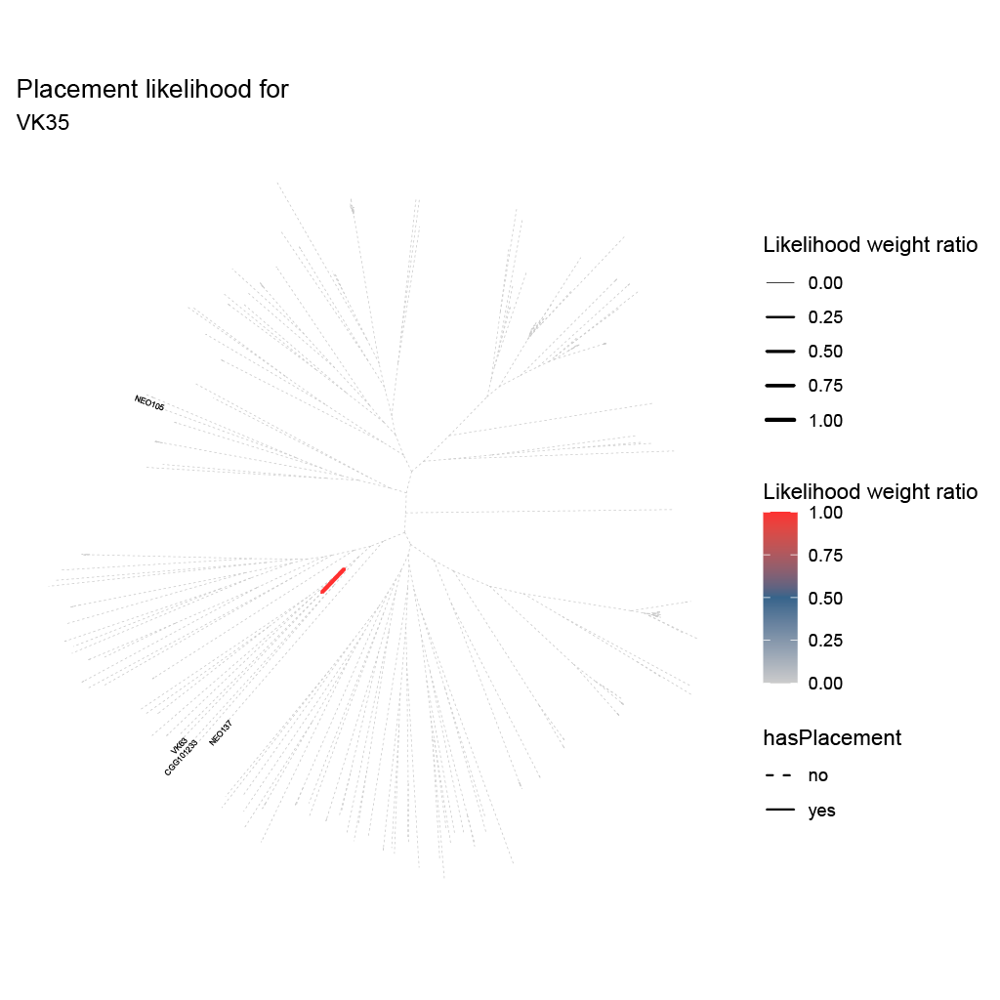 Placement likelihood for
VK35
NEO105
VK63
CGG101233
NEO137
Likelihood weight ratio
0.00
0.25
0.50
0.75
1.00
Likelihood weight ratio
1.00
0.75
0.50
0.25
0.00
hasPlacement
no
yes